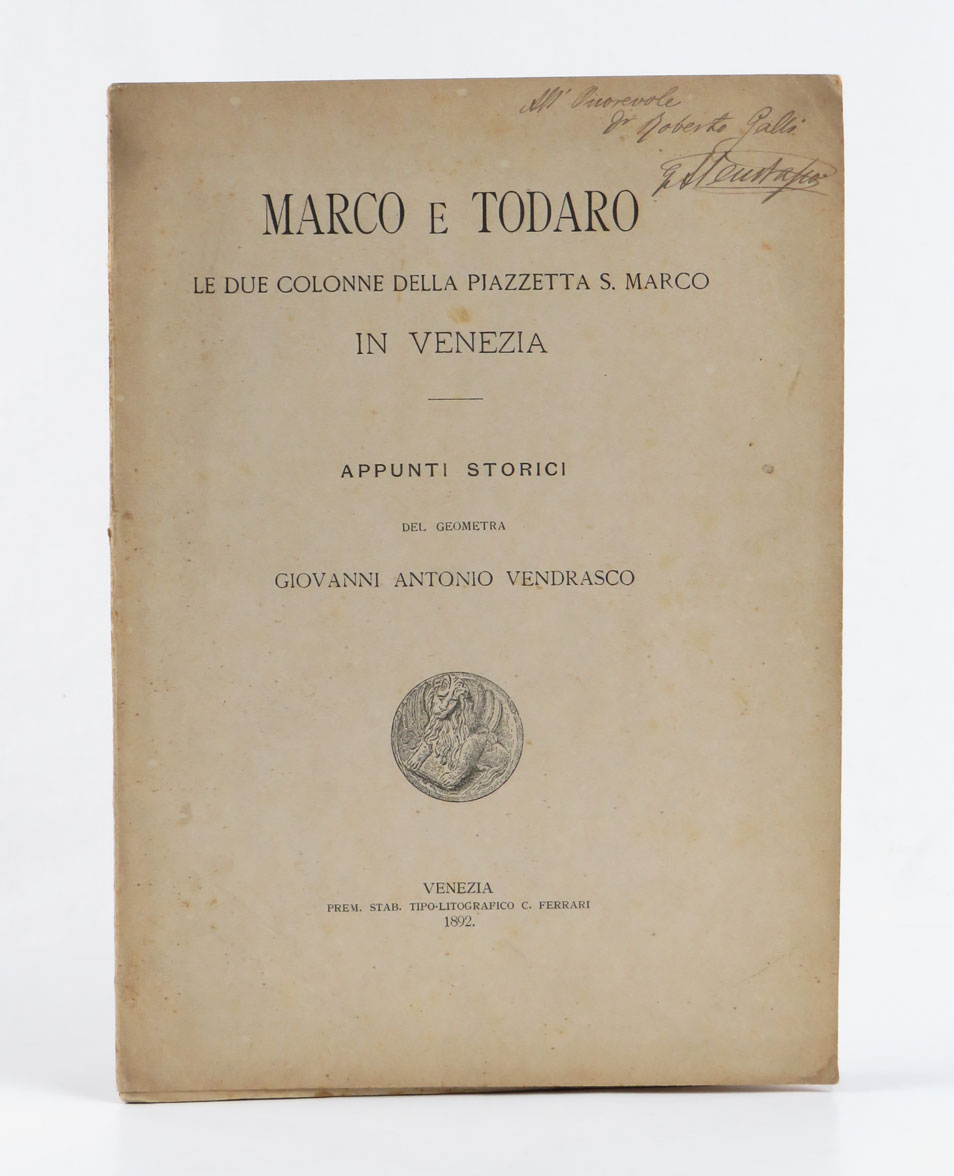 All' Onorevole
Dr Roberto Galli
MARCO E TODARO
LE DUE COLONNE DELLA PIAZZETTA S. MARCO
IN VENEZIA
APPUNTI STORICI
DEL GEOMETRA
GIOVANNI ANTONIO VENDRASCO
VENEZIA
PREM. STAB. TIPO-LITOGRAFICO C. FERRARI
1892.